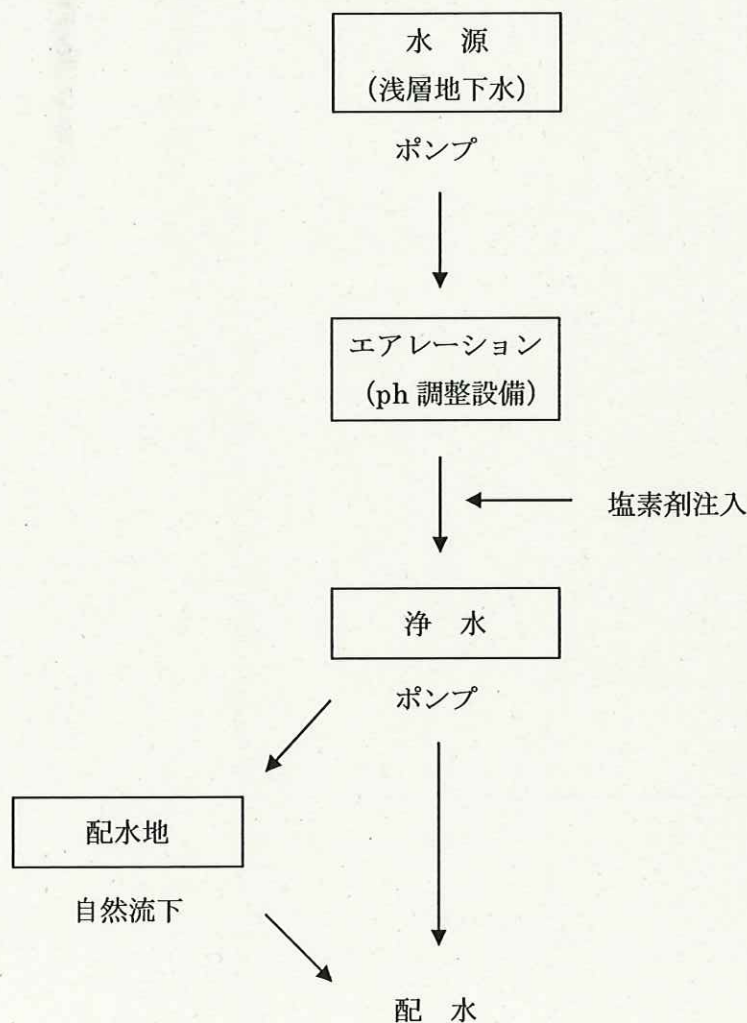 水 源
(浅層地下水)
ポンプ
エアレーション
(ph 調整設備)
塩素剤注入
浄 水
ポンプ
配水地
自然流下
配 水